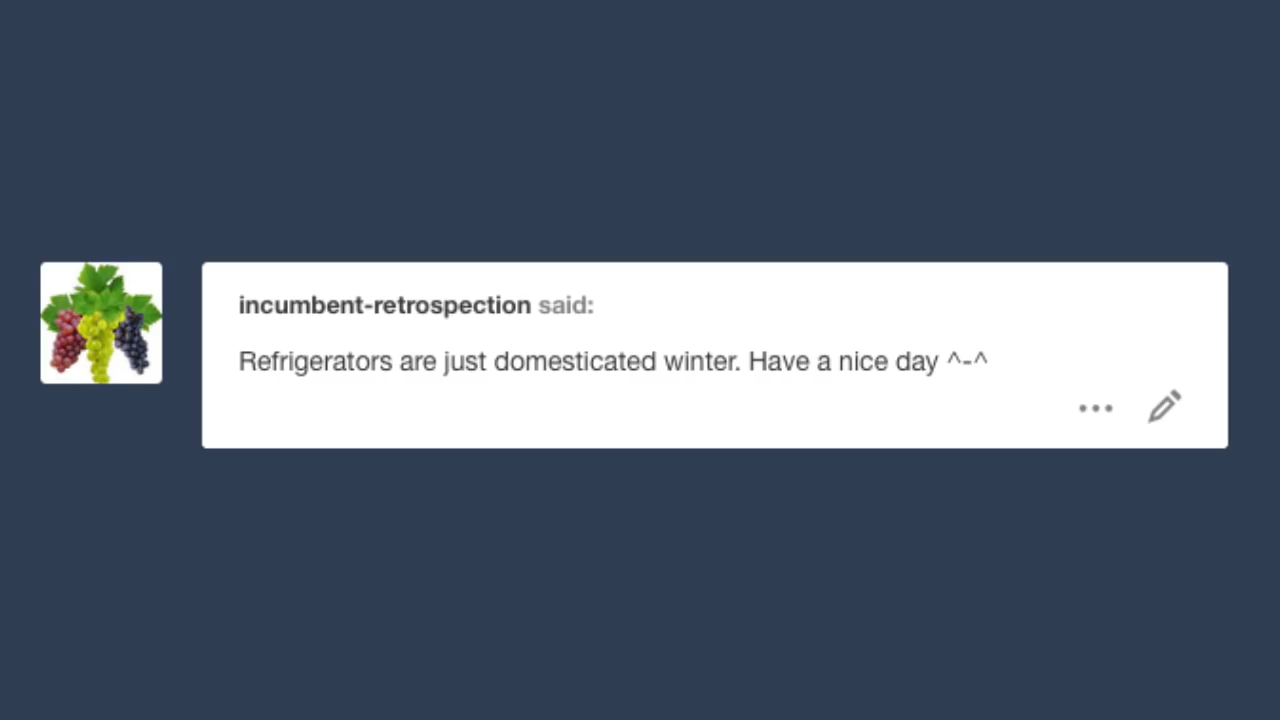 incumbent-retrospection said:
Refrigerators are just domesticated winter. Have a nice day ^-^